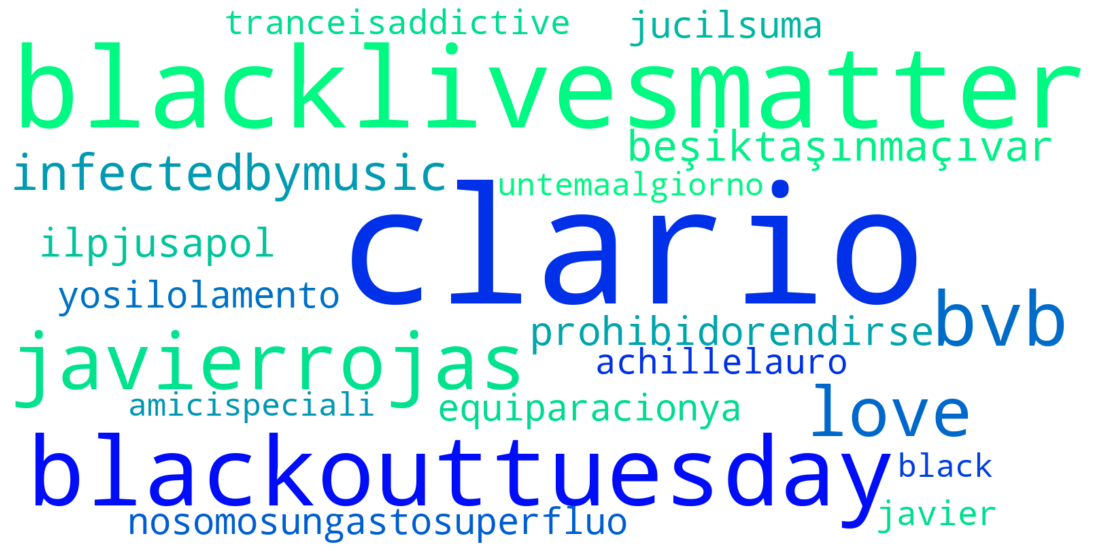 tranceisaddictive
jucilsuma
blacklivesmatter
beşiktaşınmaçıvar
infectedbymusic
untemaalgiorno
clario
ilpjusapol
yosilolamento
bvb
prohibidorendirse
javierrojas
achillelauro
amicispeciali
equiparacionya
love
blackouttuesday
black
nosomosungastosuperfluo
javier